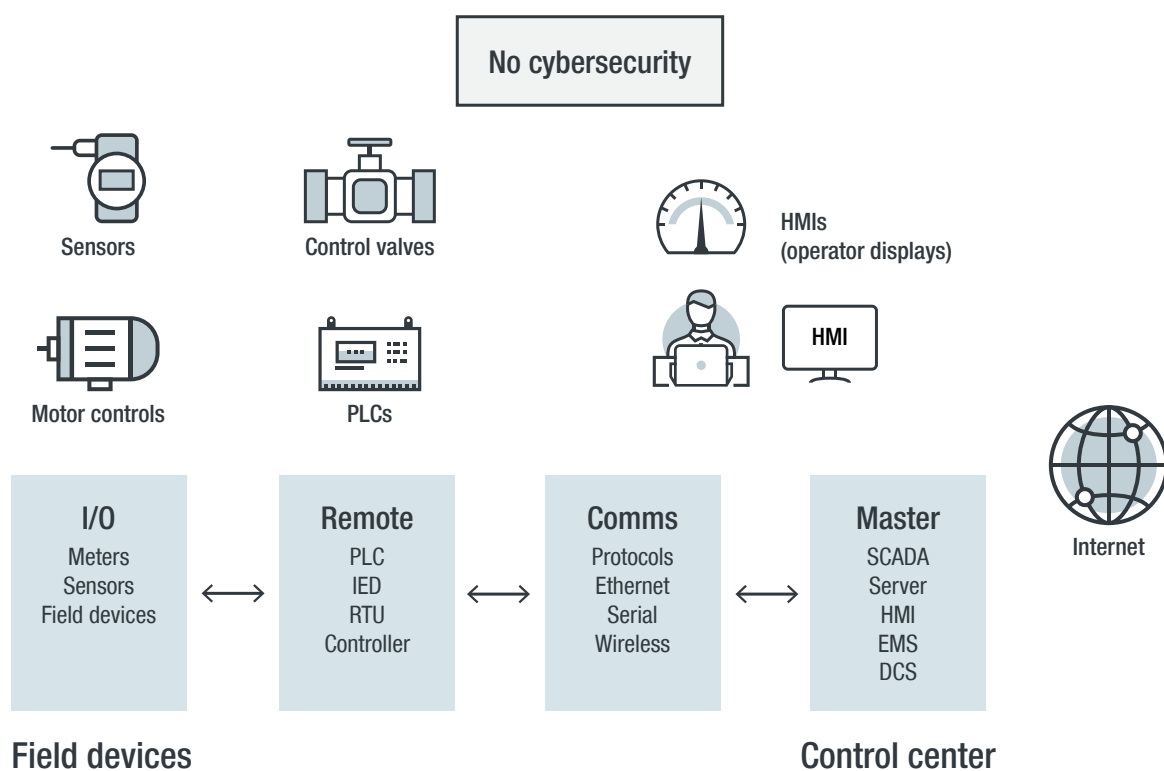 No cybersecurity
Sensors
Control valves
HMIs
(operator displays)
HMI
Motor controls
PLCs
Internet
I/O
Meters
Sensors
Field devices
Remote
PLC
IED
RTU
Controller
Comms
Protocols
Ethernet
Serial
Wireless
Master
SCADA
Server
HMI
EMS
DCS
Field devices
Control center